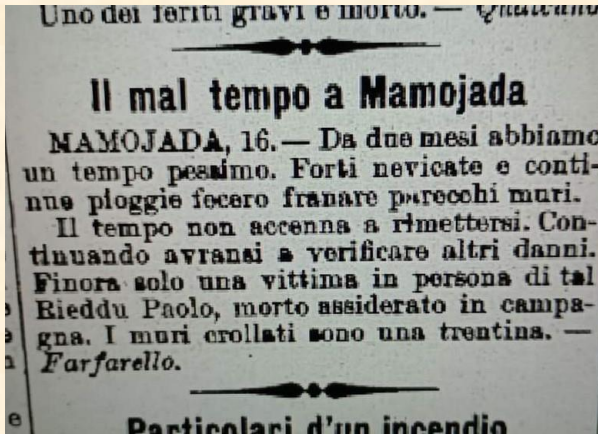 Uno dei feriti gravi è morto. — Qualcuno
Il mal tempo a Mamojada
MAMOJADA, 16. — Da due mesi abbiamo
un tempo pessimo. Forti nevicate e conti-
nue pioggie fecero franare parecchi muri.
Il tempo non accenna a rimettersi. Con-
tinuando avransi a verificare altri danni.
Finora solo una vittima in persona di tal
Rieddu Paolo, morto assiderato in campa-
gna. I muri crollati sono una trentina. —
Farfarello.
Particolari d'un incendio